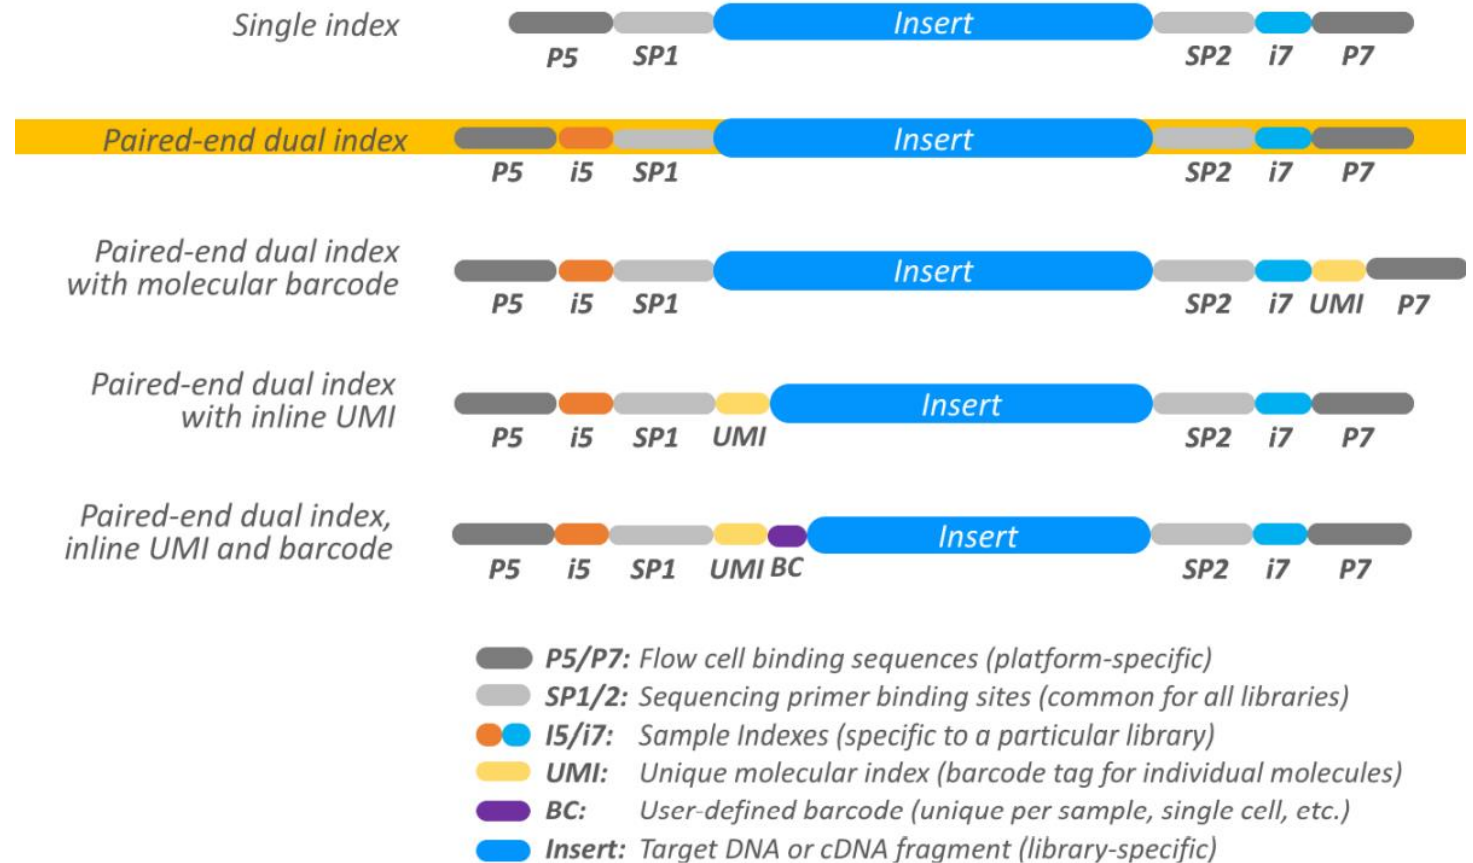 Single index
Insert
P5 SP1 SP2 i7 P7
Paired-end dual index
Insert
P5 i5 SP1 SP2 i7 P7
Paired-end dual index
with molecular barcode
Insert
P5 i5 SP1 SP2 i7 UMI P7
Paired-end dual index
with inline UMI
Insert
P5 i5 SP1 UMI SP2 i7 P7
Paired-end dual index,
inline UMI and barcode
Insert
P5 i5 SP1 UMI BC SP2 i7 P7
P5/P7: Flow cell binding sequences (platform-specific)
SP1/2: Sequencing primer binding sites (common for all libraries)
I5/i7: Sample Indexes (specific to a particular library)
UMI: Unique molecular index (barcode tag for individual molecules)
BC: User-defined barcode (unique per sample, single cell, etc.)
Insert: Target DNA or cDNA fragment (library-specific)